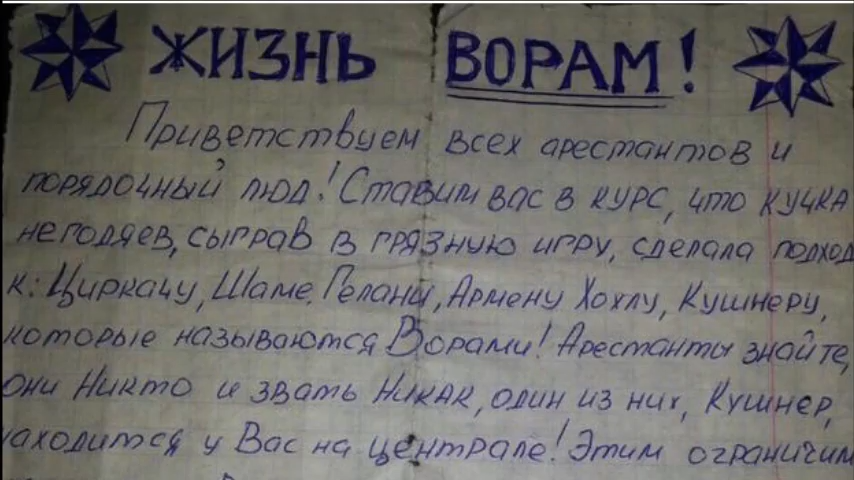 ЖИЗНЬ ВОРАМ!
Приветствуем всех арестантов и
порядочный люд! Ставим вас в курс, что кучка
негодяев, сыграв в грязную игру, сделала подход
к: Циркачу, Шаме, Гелани, Армену Хохлу, Кушнеру,
которые называются Ворами! Арестанты знайте,
они Никто и звать Никак, один из них, Кушнер,
находится у Вас на централе! Этим ограничим